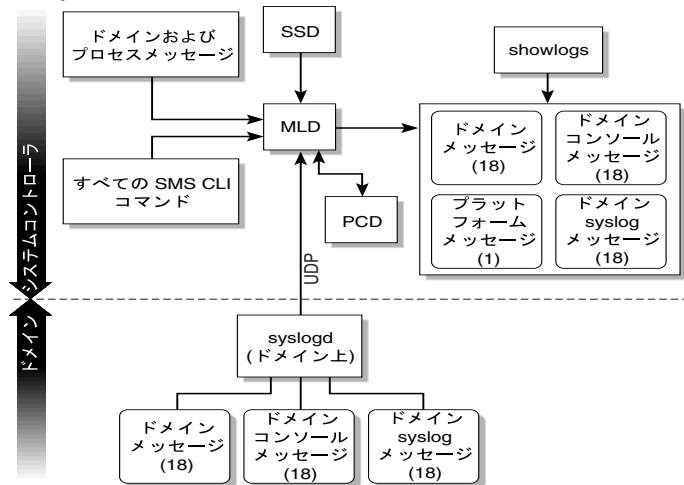 ドメインおよび
プロセスメッセージ
SSD
showlogs
MLD
すべての SMS CLI
コマンド
PCD
ドメイン
メッセージ
(18)
ドメイン
コンソール
メッセージ
(18)
プラット
フォーム
メッセージ
(1)
ドメイン
syslog
メッセージ
(18)
システムコントローラ
UDP
ドメイン
syslogd
(ドメイン上)
ドメイン
メッセージ
(18)
ドメイン
コンソール
メッセージ
(18)
ドメイン
syslog
メッセージ
(18)